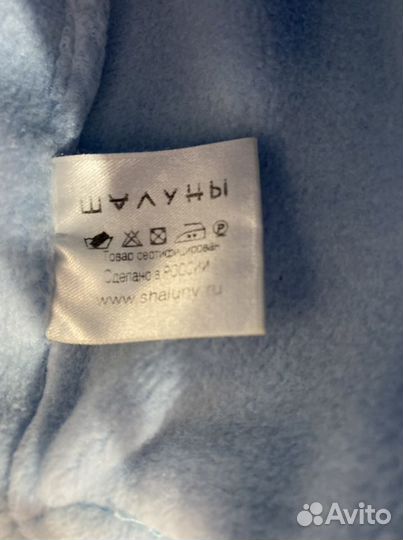 ШАЛУНЫ
Товар сертифицирован
Сделано в РОССИИ
www.shaluny.ru
Avito